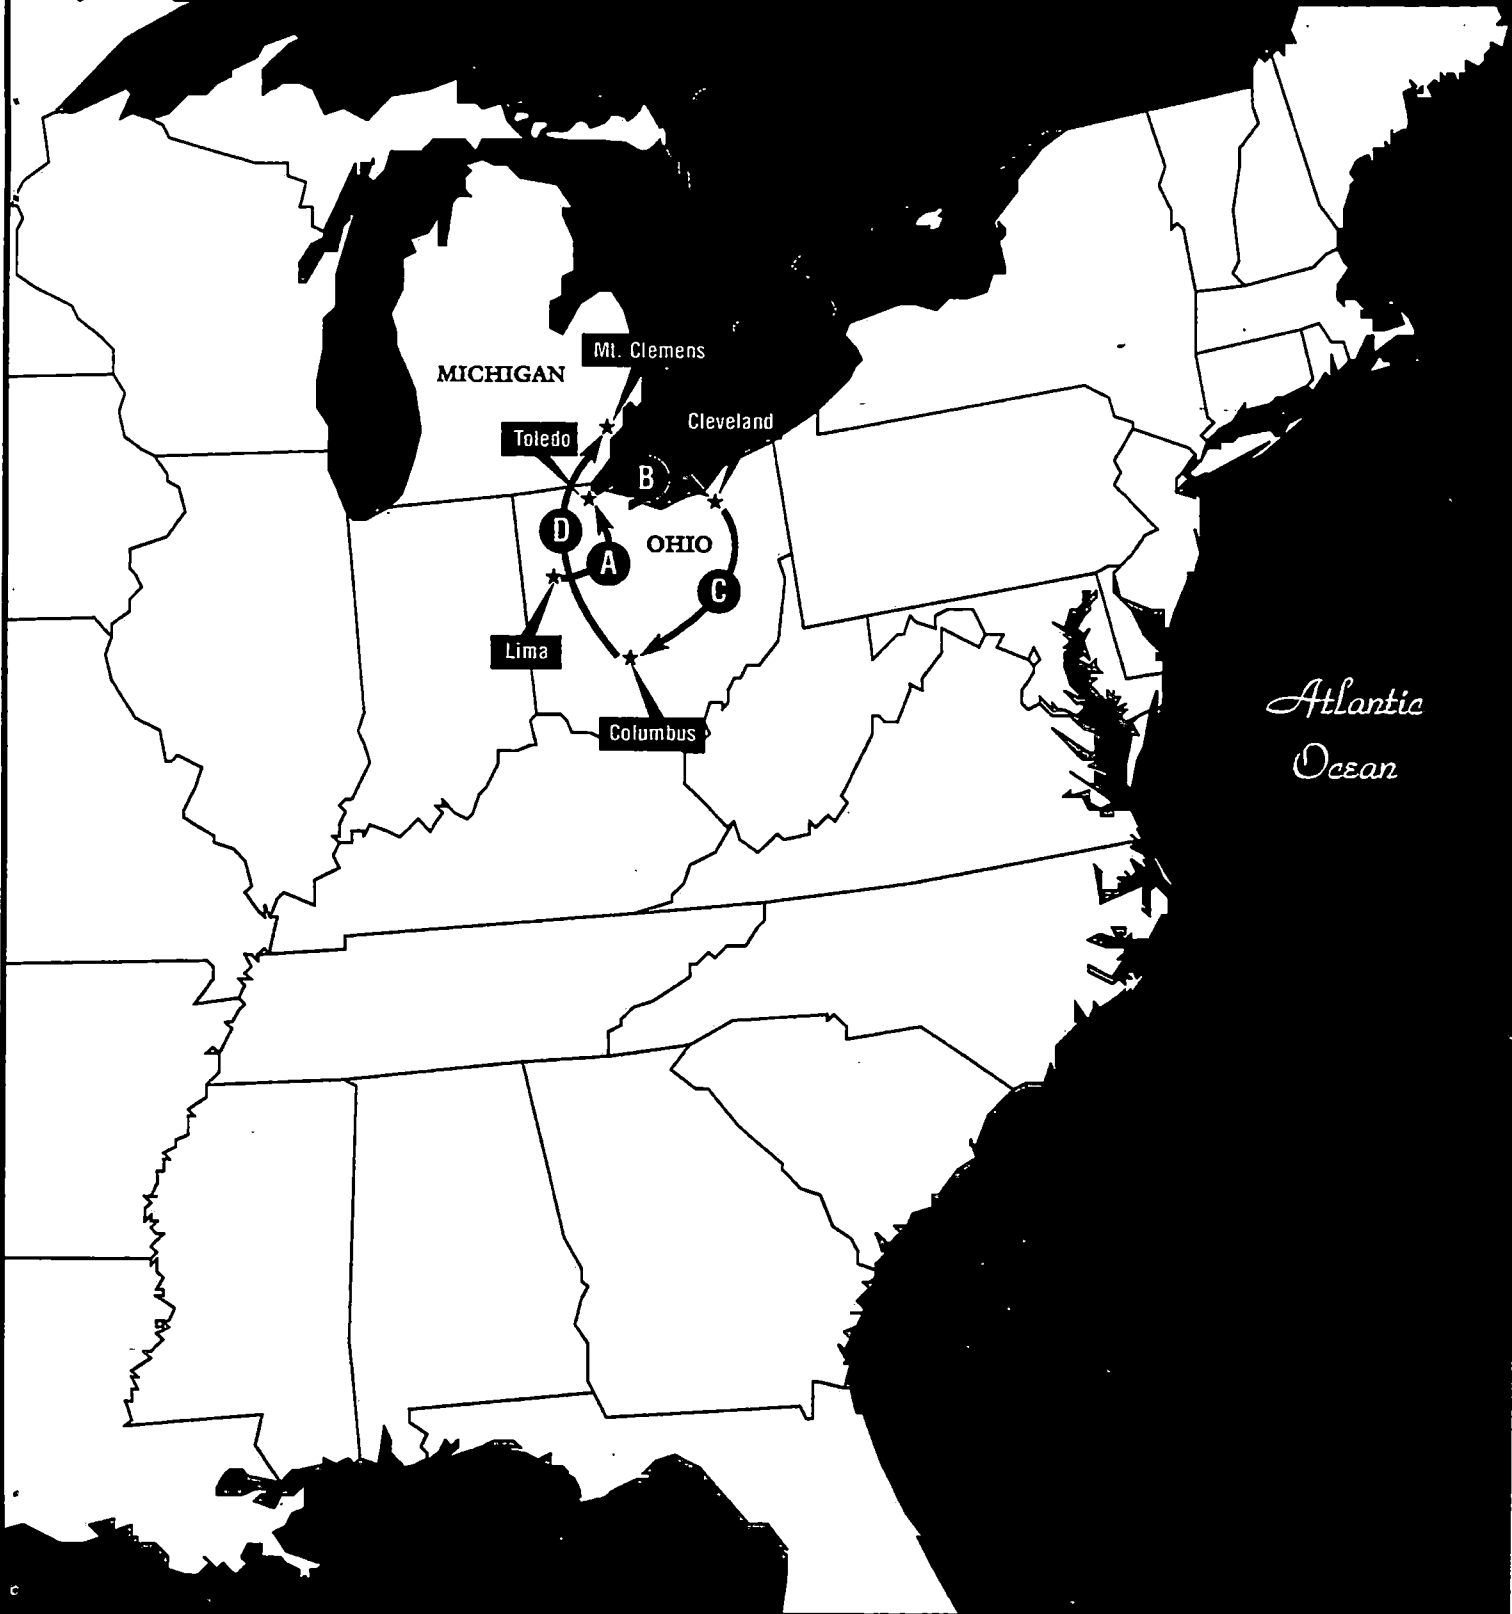 Mt. Clemens
MICHIGAN
Cleveland
Toledo
B
D
OHIO
A
C
Lima
Columbus
Atlantic
Ocean
c